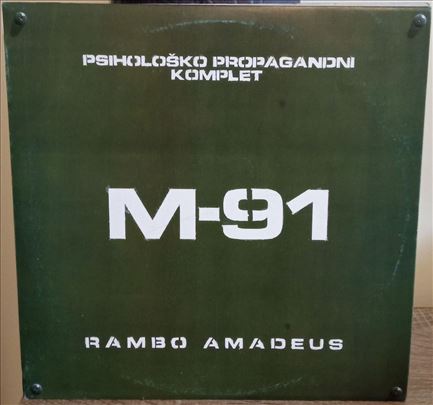 PSIHOLOŠKO PROPAGANDNI
KOMPLET
M-91
RAMBO AMADEUS